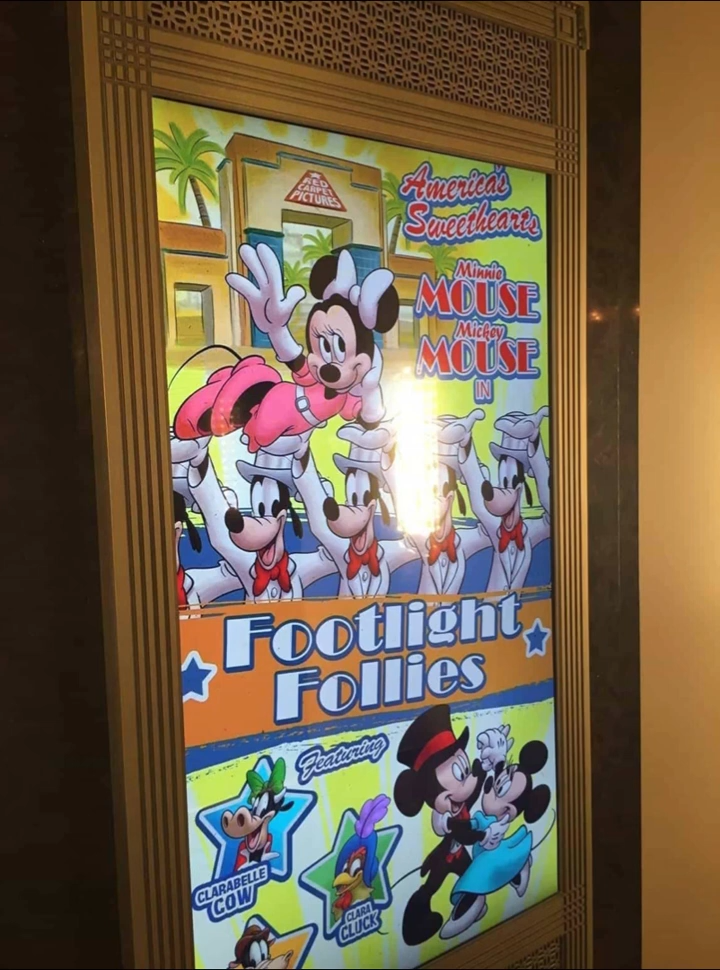 RED
CARPET
PICTURES
America's
Sweethearts
Minnie
MOUSE
Mickey
MOUSE
IN
Footlight
Follies
Featuring
CLARABELLE
COW
CLARA
CLUCK